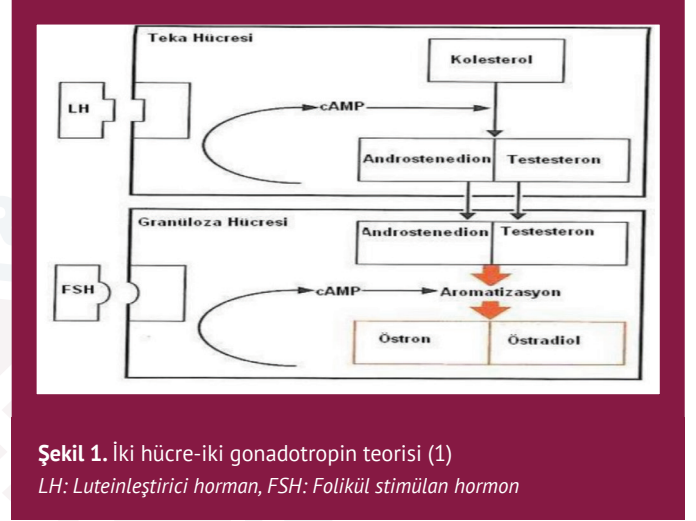 Teka Hücresi
Kolesterol
LH
cAMP
Androstenedion Testesteron
Granüloza Hücresi
Androstenedion Testesteron
FSH
cAMP Aromatizasyon
Östron Östradiol
Şekil 1. İki hücre-iki gonadotropin teorisi (1)
LH: Luteinleştirici horman, FSH: Folikül stimülan hormon